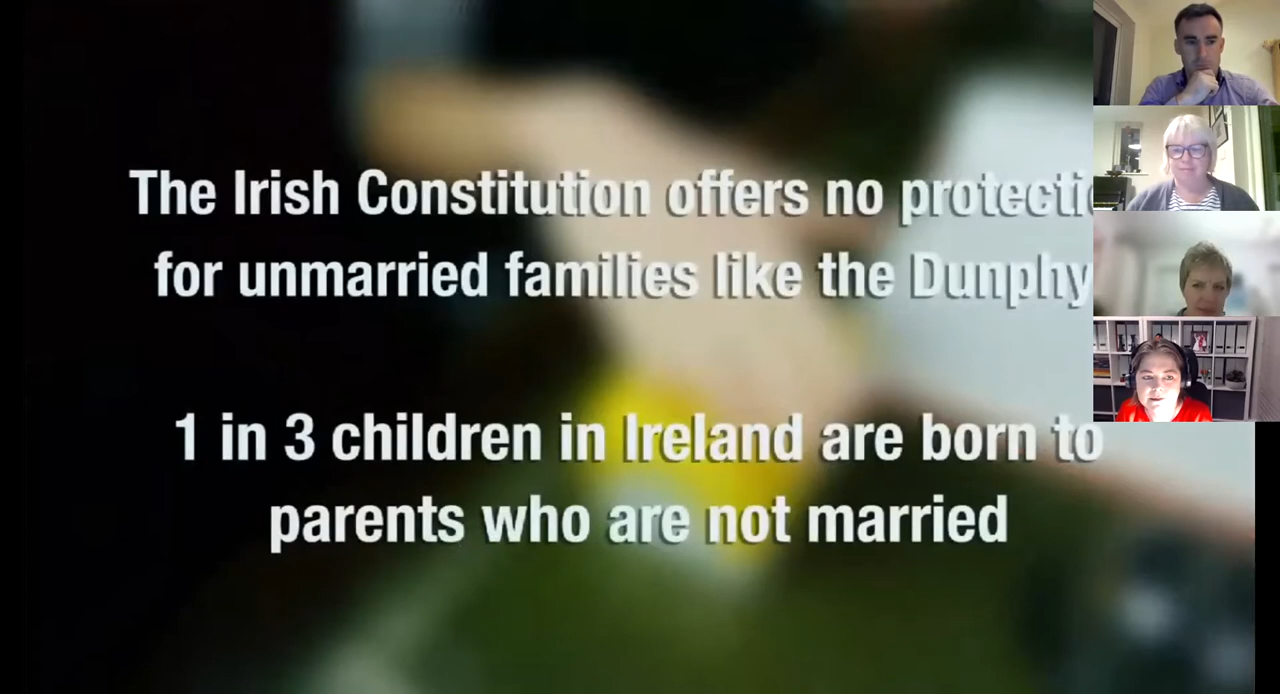 The Irish Constitution offers no protectio
for unmarried families like the Dunphy
1 in 3 children in Ireland are born to
parents who are not married